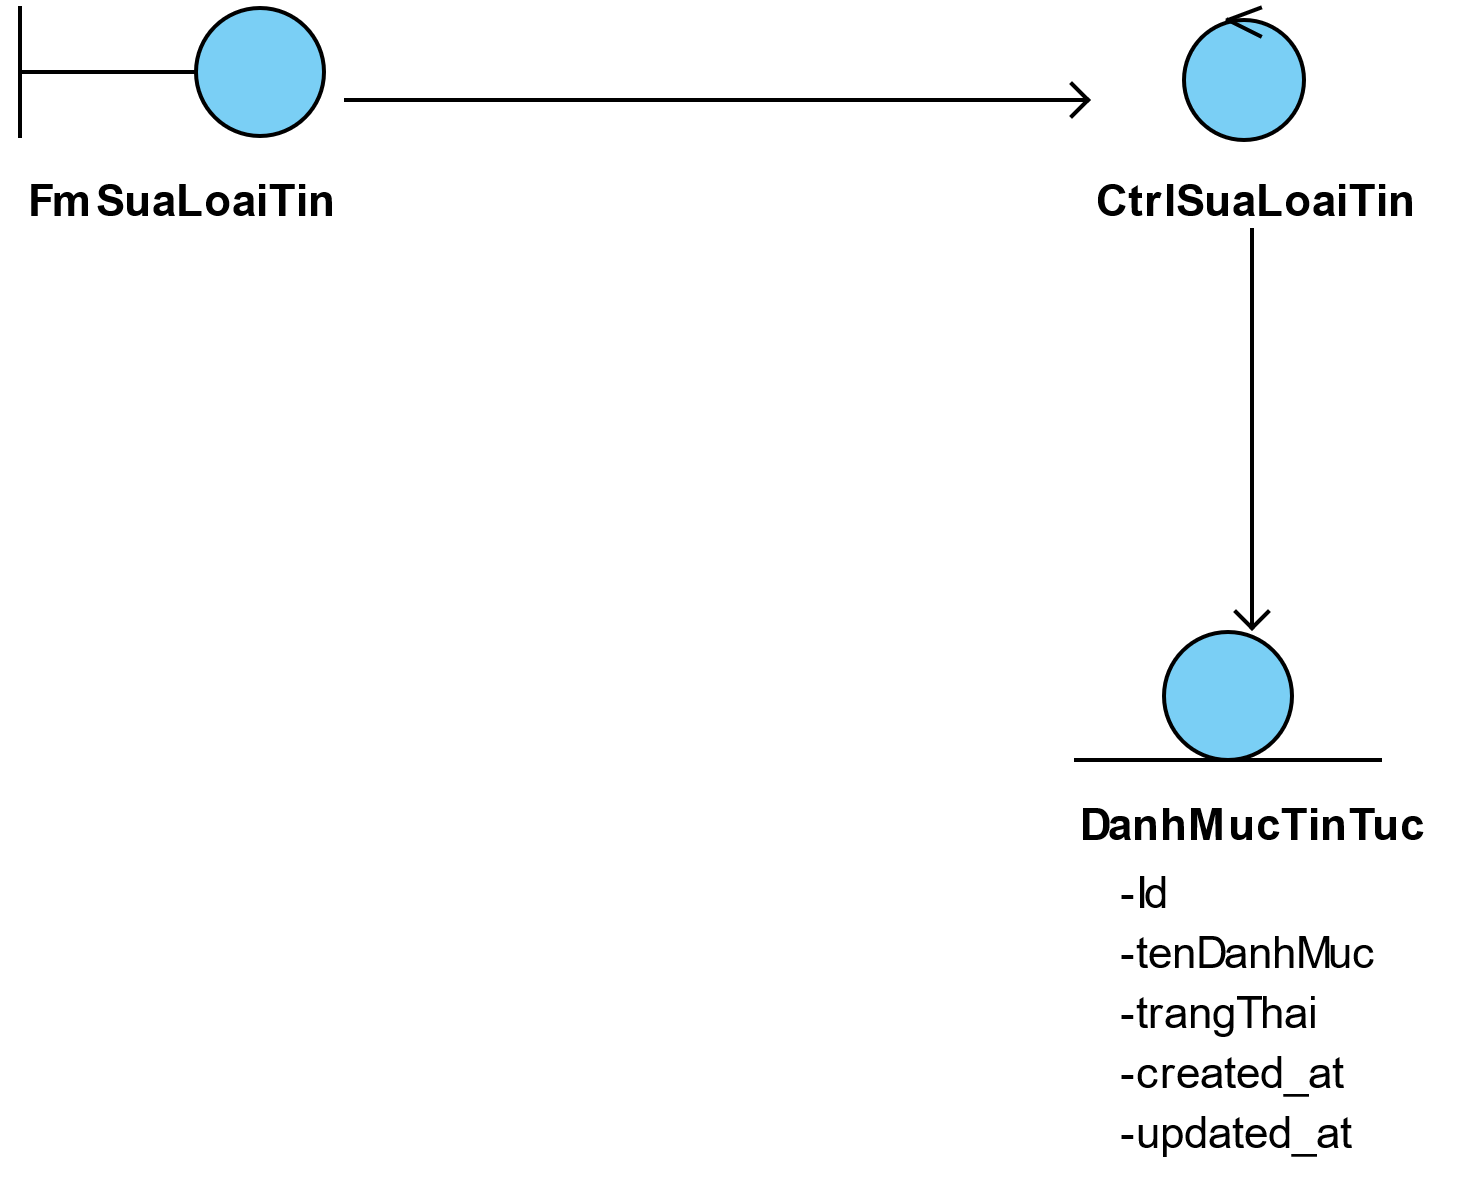 FmSuaLoaiTin
CtrlSuaLoaiTin
DanhMucTinTuc
-Id
-tenDanhMuc
-trangThai
-created_at
-updated_at